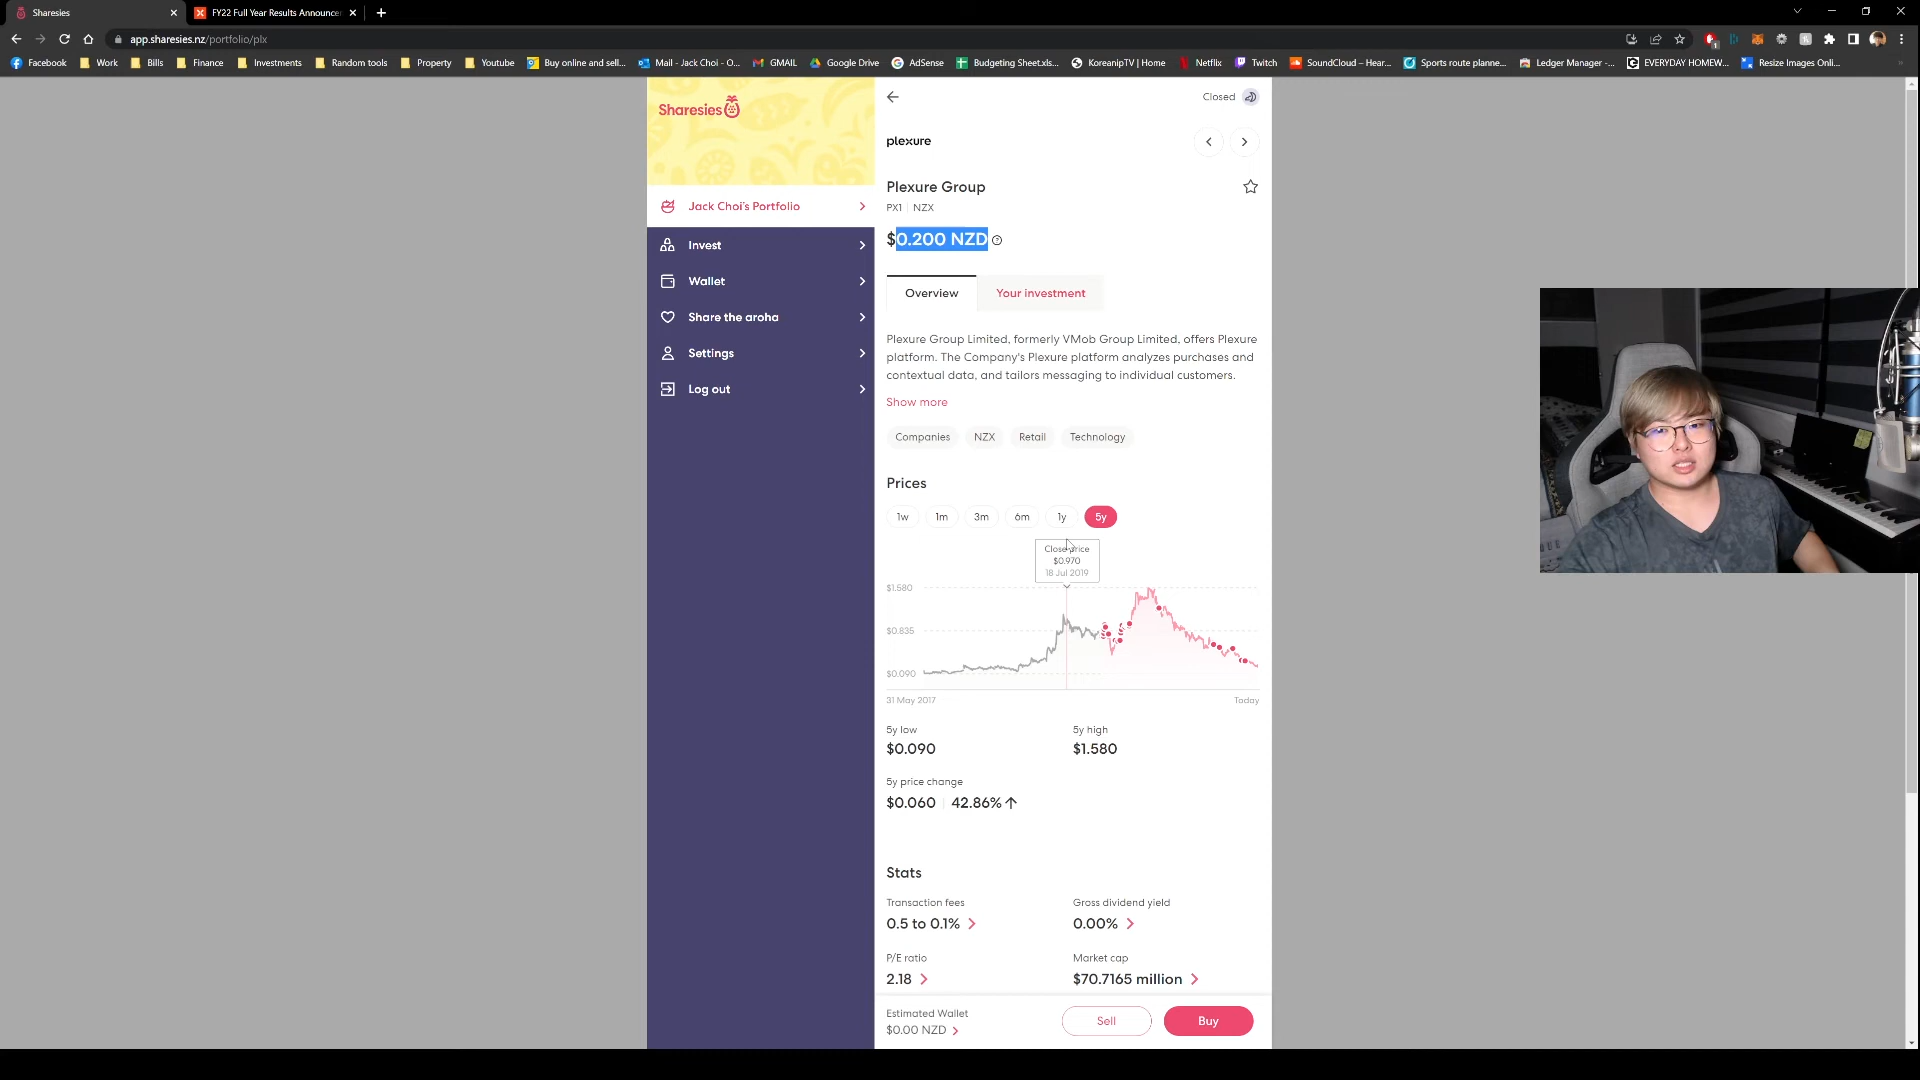 Sharesies
FY22 Full Year Results Announce
app.sharesies.nz/portfolio/plx
Facebook
Work
Bills
Finance
Investments
Random tools
Property
Youtube
Buy online and sell...
Mail - Jack Choi - O...
GMAIL
Google Drive
AdSense
Budgeting Sheet.xls...
KoreanipTV | Home
Netflix
Twitch
SoundCloud – Hear...
Sports route planne...
Ledger Manager -...
EVERYDAY HOMEW...
Resize Images Onli...
Sharesies
Jack Choi's Portfolio
Invest
Wallet
Share the aroha
Settings
Log out
Closed
plexure
Plexure Group
PX1 NZX
$0.200 NZD
Overview
Your investment
Plexure Group Limited, formerly VMob Group Limited, offers Plexure
platform. The Company's Plexure platform analyzes purchases and
contextual data, and tailors messaging to individual customers.
Show more
Companies
NZX
Retail
Technology
Prices
1w
1m
3m
6m
1y
5y
Close price
$0.970
18 Jul 2019
$1.580
$0.835
$0.090
31 May 2017
Today
5y low
$0.090
5y high
$1.580
5y price change
$0.060 42.86%
Stats
Transaction fees
0.5 to 0.1%
Gross dividend yield
0.00%
P/E ratio
2.18
Market cap
$70.7165 million
Estimated Wallet
$0.00 NZD
Sell
Buy